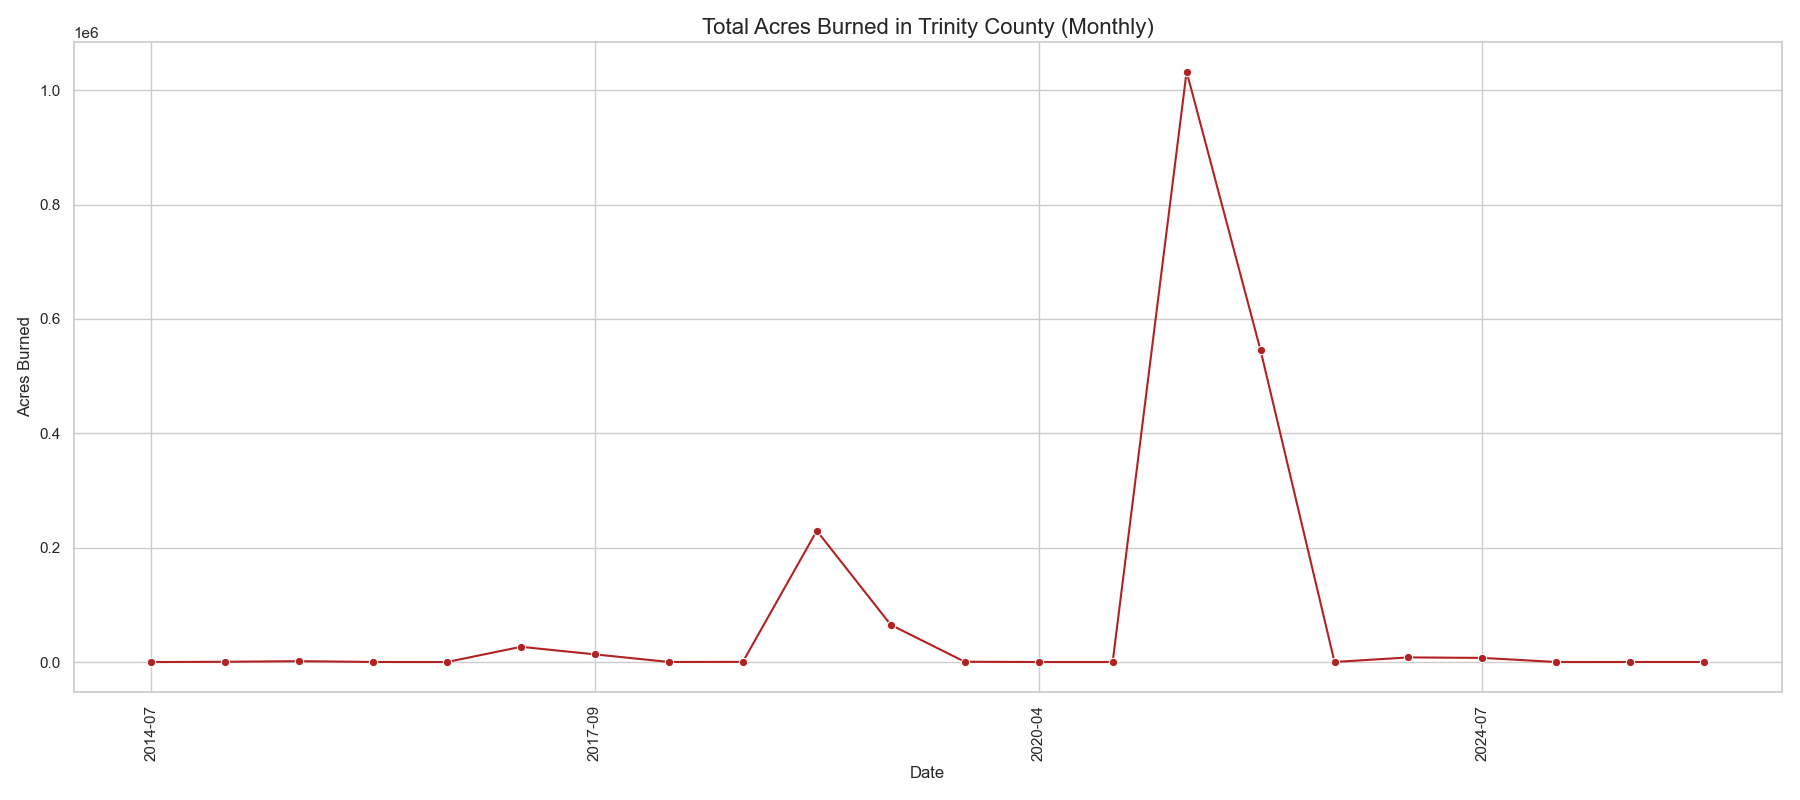 Total Acres Burned in Trinity County (Monthly)
1e6
1.0
0.8
0.6
0.4
0.2
0.0
Acres Burned
2014-07
2017-09
2020-04
2024-07
Date